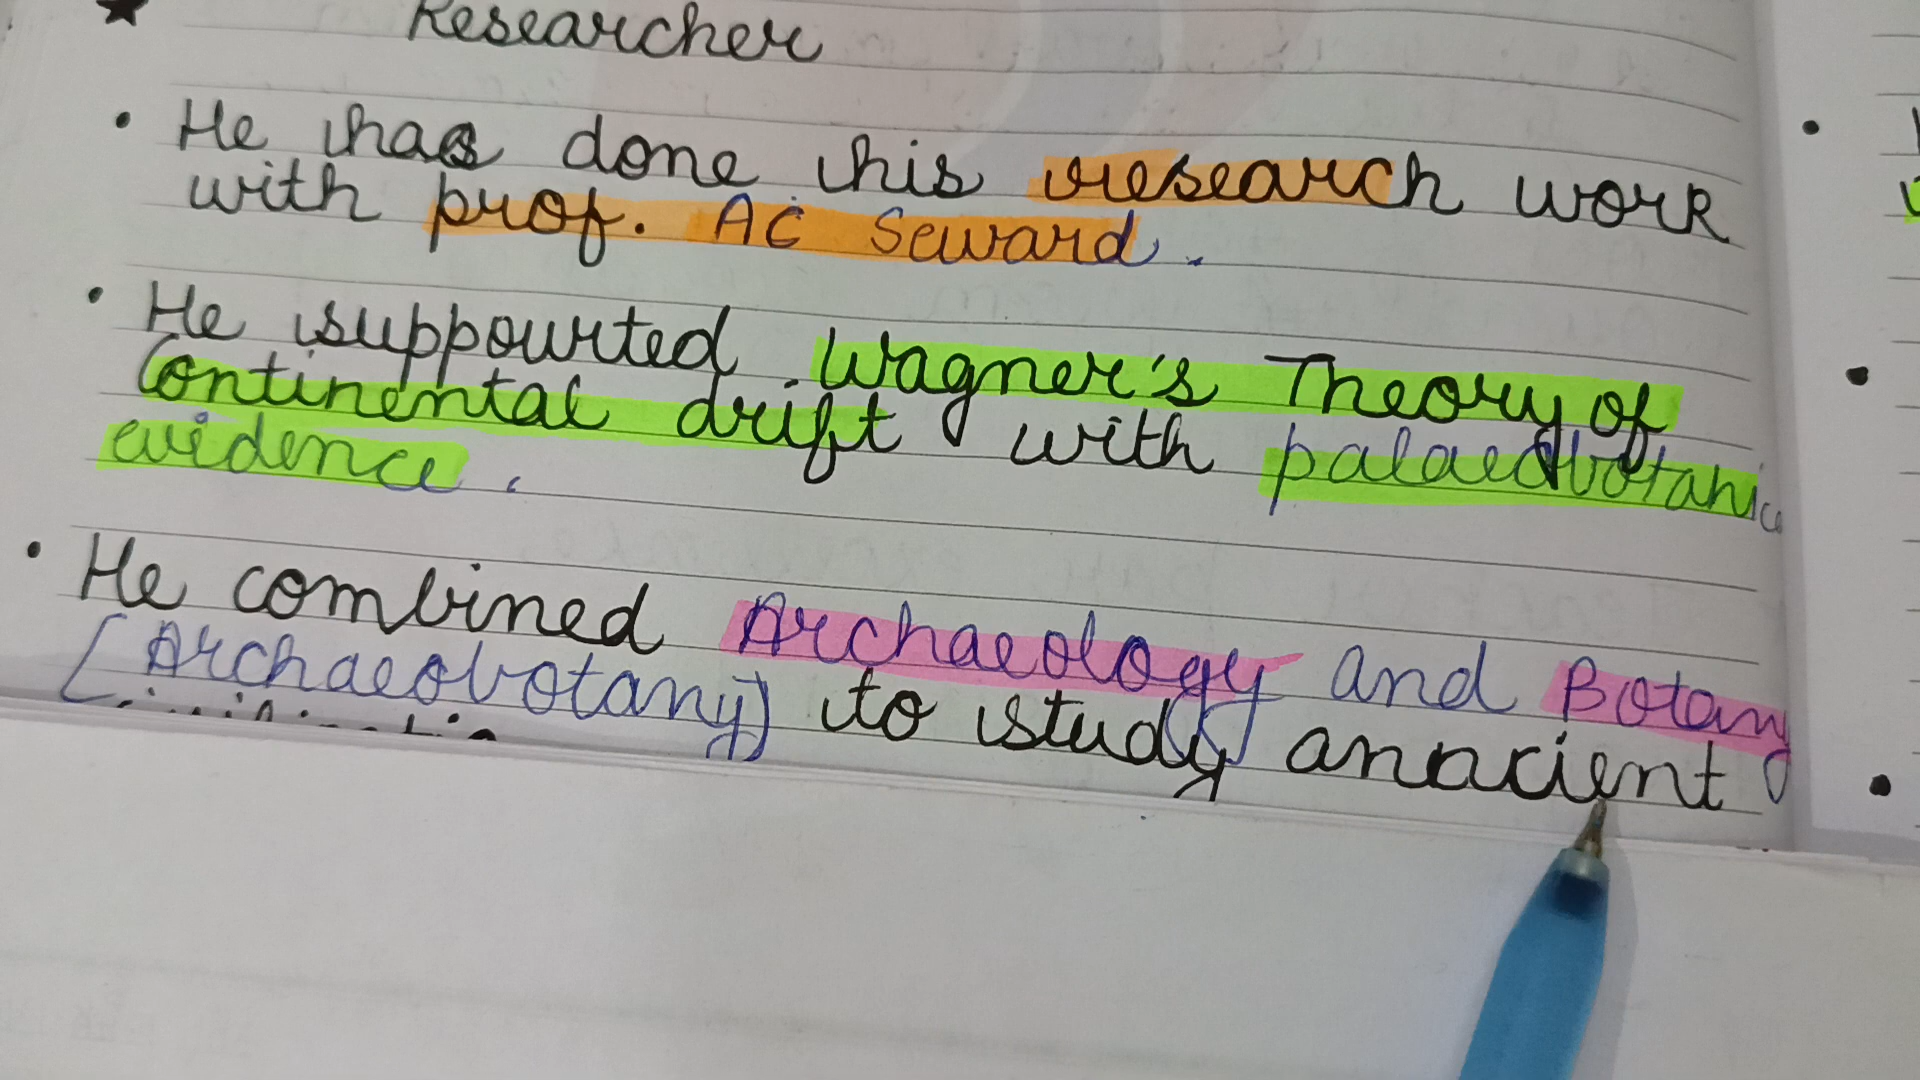 ★ Researcher
• He has done his research work
with prof. AC Seward.
• He supported Wagner's Theory of
Continental drift with palaeobotanic
evidence.
• He combined Archaeology and Botany
[Archaeobotany] to study anacient